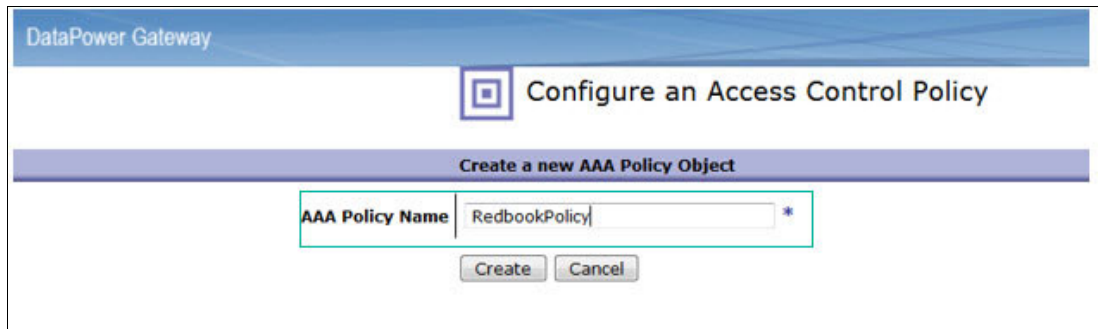 DataPower Gateway
Configure an Access Control Policy
Create a new AAA Policy Object
AAA Policy Name RedbookPolicy *
Create Cancel